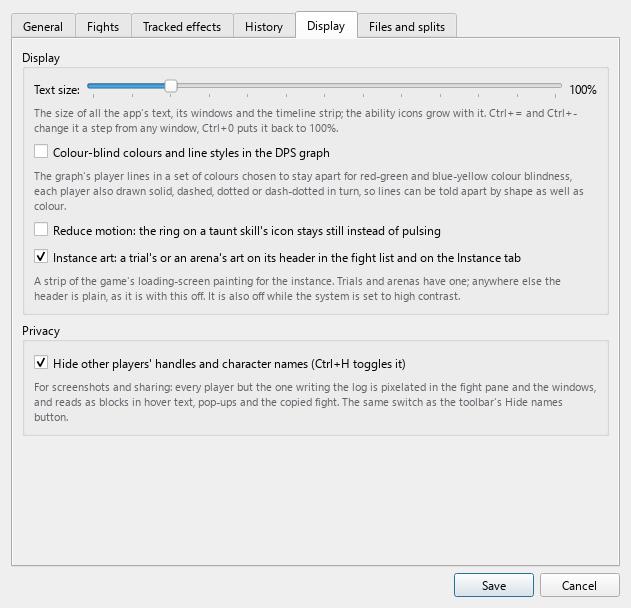 General Fights Tracked effects History Display Files and splits
Display
Text size: 100%
The size of all the app's text, its windows and the timeline strip; the ability icons grow with it. Ctrl+= and Ctrl+-
change it a step from any window, Ctrl+0 puts it back to 100%.
Colour-blind colours and line styles in the DPS graph
The graph's player lines in a set of colours chosen to stay apart for red-green and blue-yellow colour blindness,
each player also drawn solid, dashed, dotted or dash-dotted in turn, so lines can be told apart by shape as well as
colour.
Reduce motion: the ring on a taunt skill's icon stays still instead of pulsing
Instance art: a trial's or an arena's art on its header in the fight list and on the Instance tab
A strip of the game's loading-screen painting for the instance. Trials and arenas have one; anywhere else the
header is plain, as it is with this off. It is also off while the system is set to high contrast.
Privacy
Hide other players' handles and character names (Ctrl+H toggles it)
For screenshots and sharing: every player but the one writing the log is pixelated in the fight pane and the windows,
and reads as blocks in hover text, pop-ups and the copied fight. The same switch as the toolbar's Hide names
button.
Save Cancel